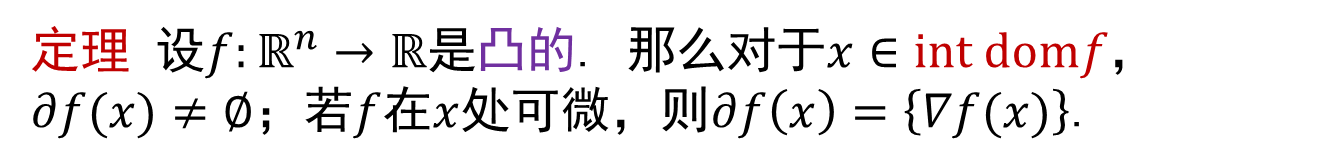 定理 设f: ℝⁿ → ℝ是凸的. 那么对于x ∈ int domf，
∂f(x) ≠ ∅；若f在x处可微，则∂f(x) = {∇f(x)}.